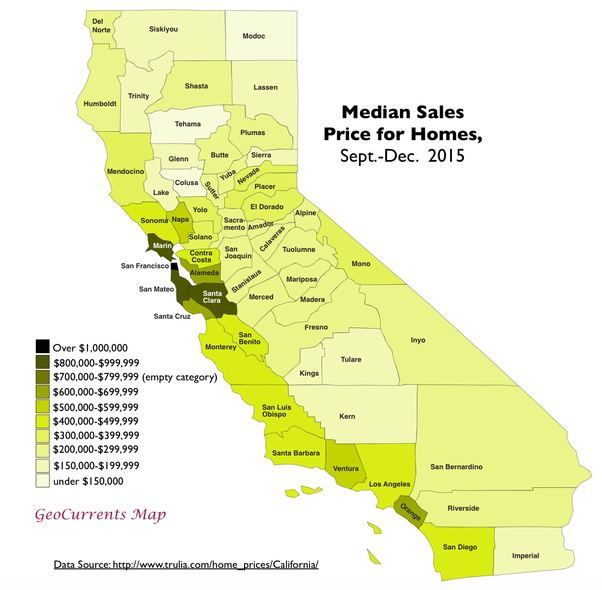 Median Sales
Price for Homes,
Sept.-Dec. 2015
Del
Norte
Siskiyou
Modoc
Humboldt
Trinity
Shasta
Lassen
Tehama
Plumas
Mendocino
Glenn
Butte
Sierra
Lake
Colusa
Sutter
Yuba
Nevada
Placer
Sonoma
Napa
Yolo
El Dorado
Alpine
Sacra-
mento
Amador
Solano
Calaveras
Marin
Contra
Costa
San
Joaquin
Tuolumne
Mono
San Francisco
Alameda
Stanislaus
Mariposa
San Mateo
Santa
Clara
Merced
Madera
Santa Cruz
San
Benito
Fresno
Inyo
Monterey
Kings
Tulare
San Luis
Obispo
Kern
Santa Barbara
Ventura
Los Angeles
San Bernardino
Orange
Riverside
San Diego
Imperial
Over $1,000,000
$800,000-$999,999
$700,000-$799,999 (empty category)
$600,000-$699,999
$500,000-$599,999
$400,000-$499,999
$300,000-$399,999
$200,000-$299,999
$150,000-$199,999
under $150,000
GeoCurrents Map
Data Source: http://www.trulia.com/home_prices/California/